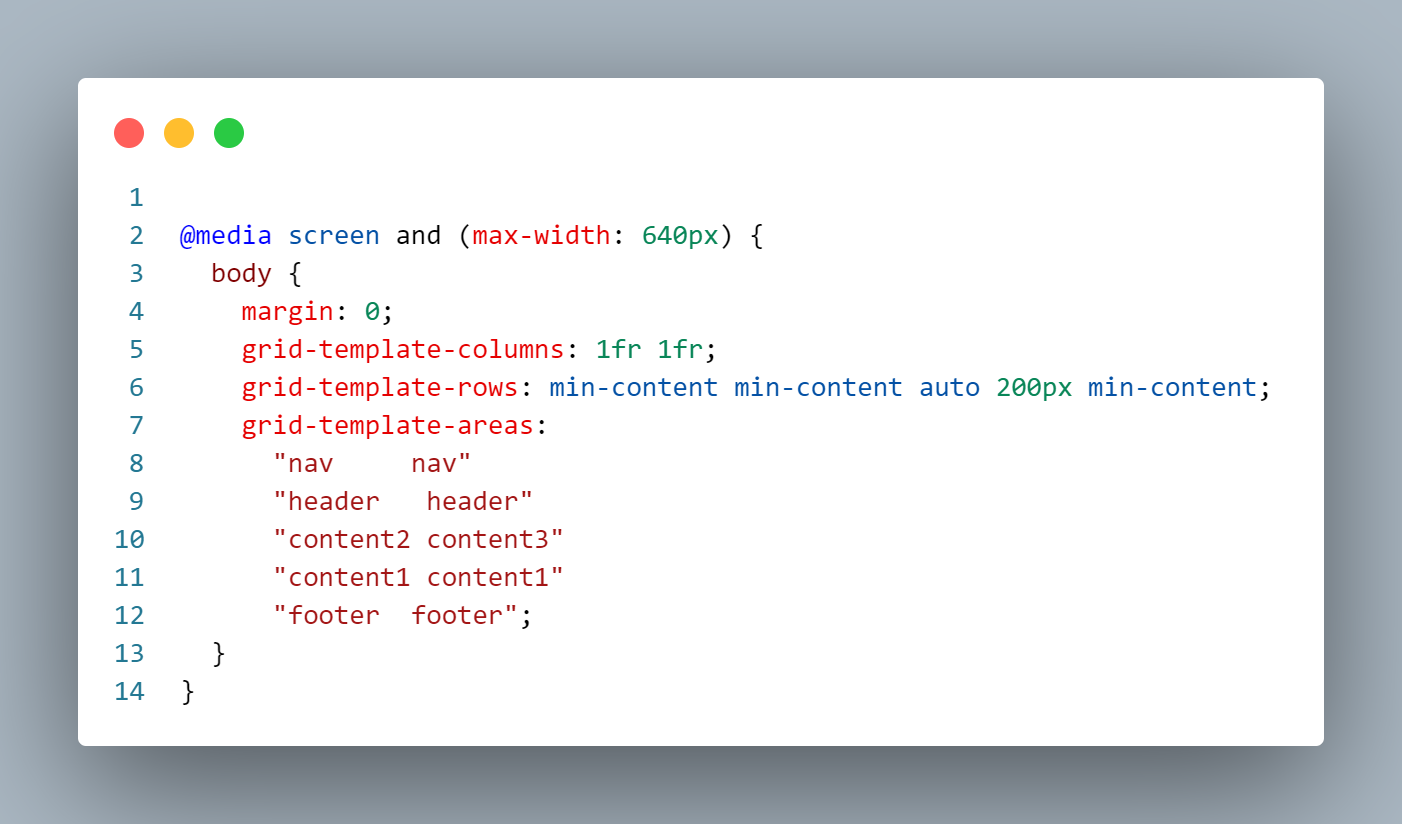 1
2 @media screen and (max-width: 640px) {
3   body {
4     margin: 0;
5     grid-template-columns: 1fr 1fr;
6     grid-template-rows: min-content min-content auto 200px min-content;
7     grid-template-areas:
8       "nav     nav"
9       "header   header"
10       "content2 content3"
11       "content1 content1"
12       "footer  footer";
13   }
14 }